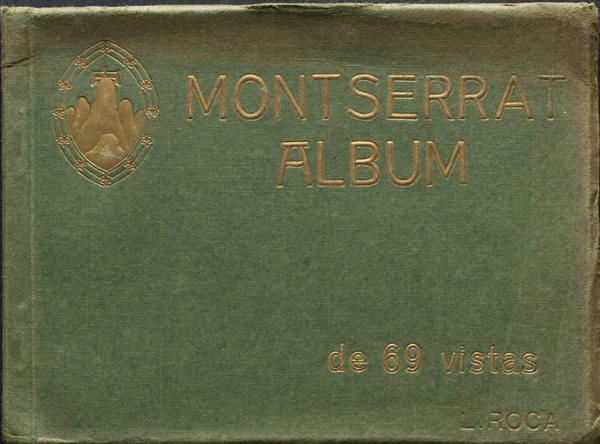 MONTSERRAT
ALBUM
de 69 vistas
L. ROCA